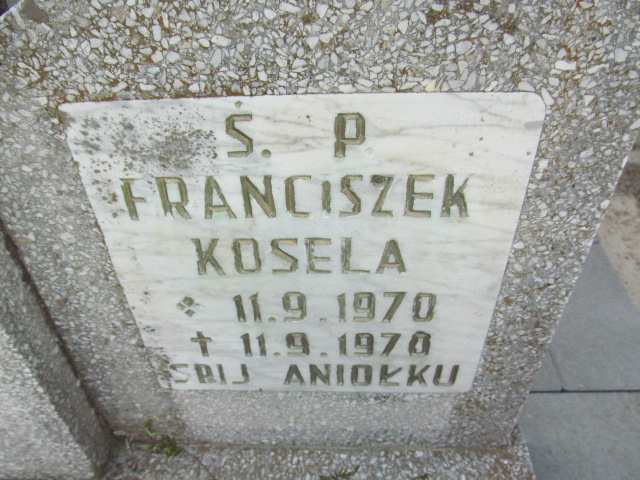 Ś. P
FRANCISZEK
KOSELA
* 11.9.1970
† 11.9.1970
ŚPIJ ANIOŁKU